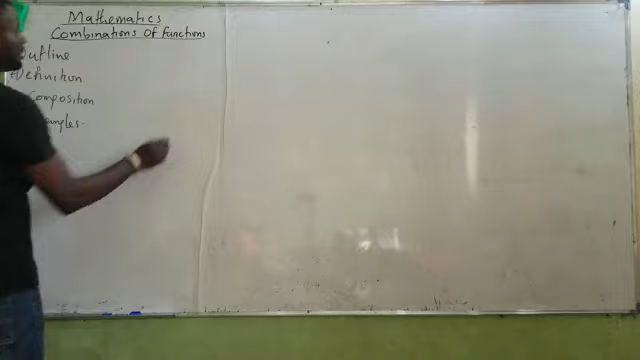 Mathematics
Combinations of functions
Outline
Definition
Composition